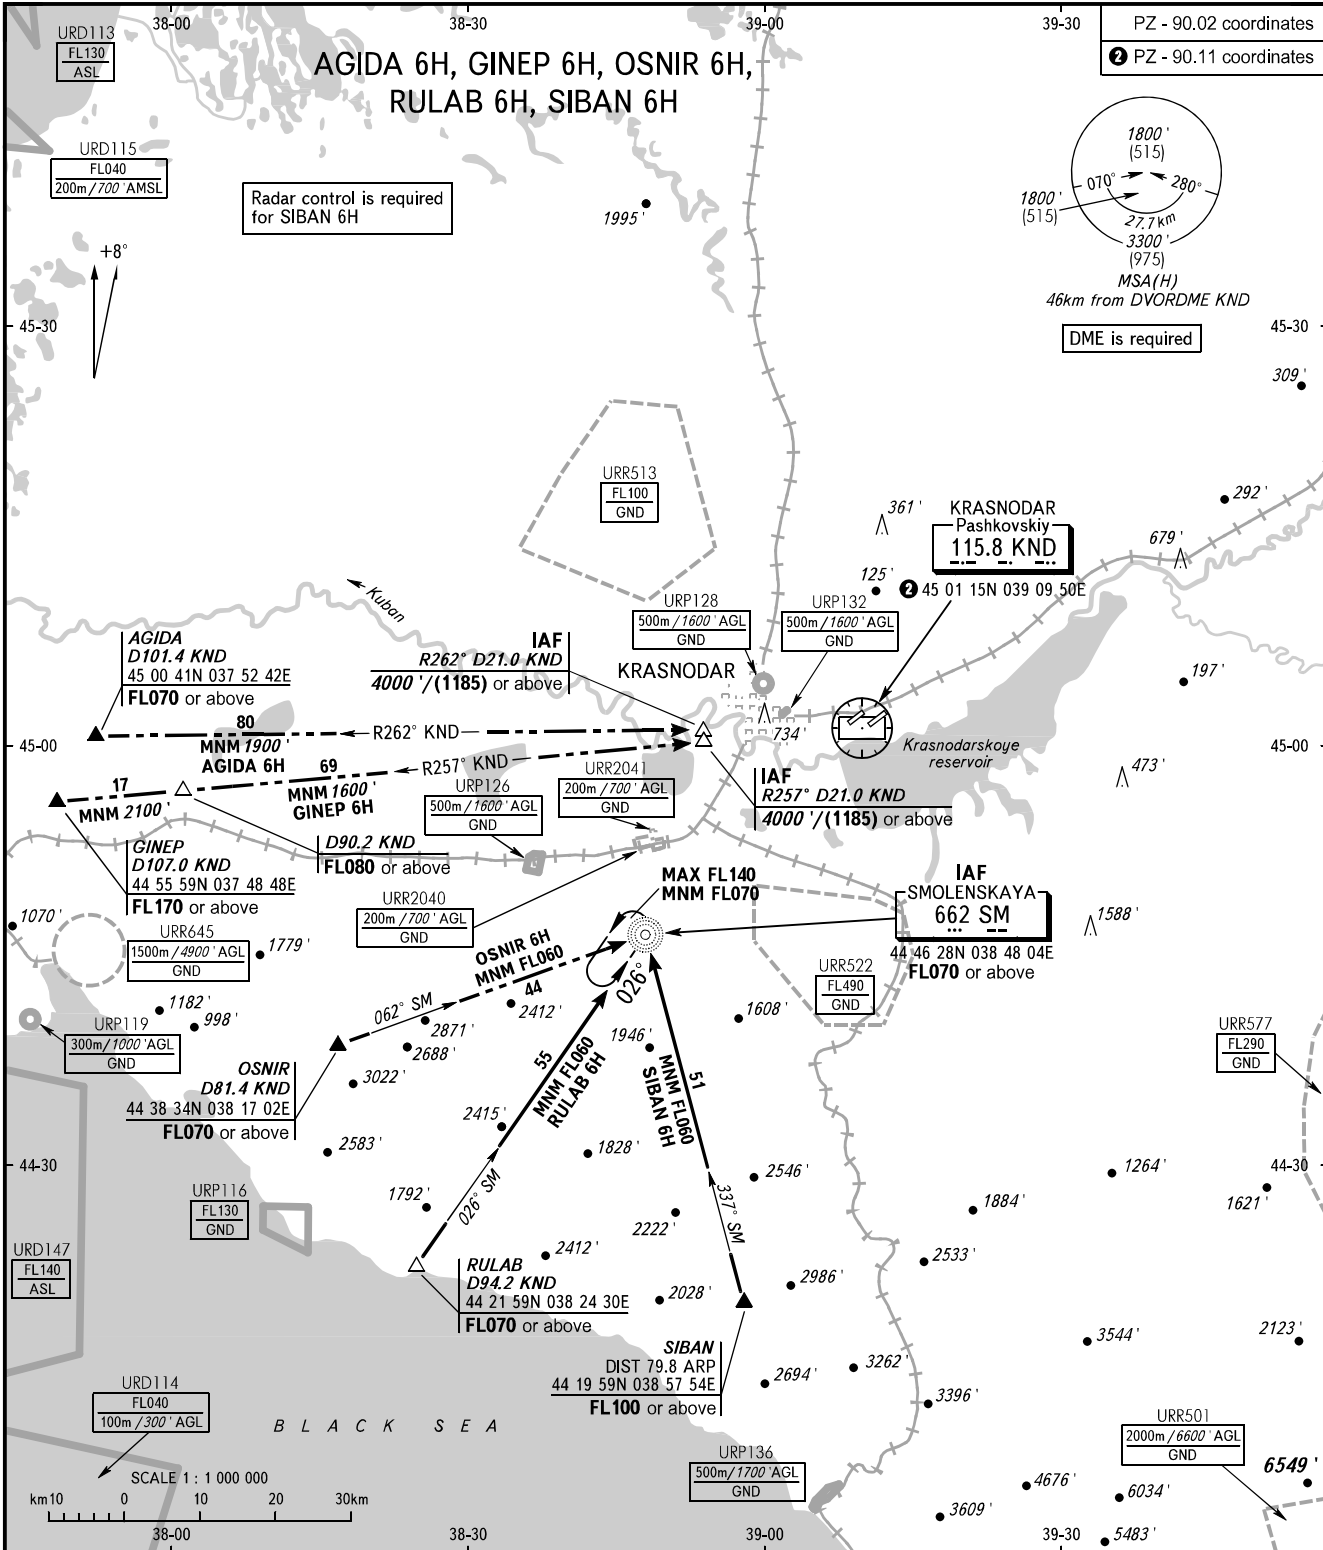 38-00
38-30
39-00
39-30
PZ - 90.02 coordinates
❷ PZ - 90.11 coordinates
URD113
FL130
ASL
AGIDA 6H, GINEP 6H, OSNIR 6H,
RULAB 6H, SIBAN 6H
URD115
FL040
200m/700'AMSL
Radar control is required
for SIBAN 6H
1995'
1800'
(515)
070°
280°
1800'
(515)
27.7km
3300'
(975)
MSA(H)
46km from DVORDME KND
+8°
45-30
45-30
DME is required
309'
URR513
FL100
GND
292'
361'
KRASNODAR
Pashkovskiy
115.8 KND
679'
125'
❷ 45 01 15N 039 09 50E
Kuban
URP128
500m/1600'AGL
GND
URP132
500m/1600'AGL
GND
AGIDA
D101.4 KND
45 00 41N 037 52 42E
FL070 or above
IAF
R262° D21.0 KND
4000'/(1185) or above
KRASNODAR
197'
80
R262° KND
MNM 1900'
AGIDA 6H
734'
Krasnodarskoye
reservoir
45-00
45-00
69
R257° KND
MNM 1600'
GINEP 6H
17
MNM 2100'
URP126
500m/1600'AGL
GND
URR2041
200m/700'AGL
GND
IAF
R257° D21.0 KND
4000'/(1185) or above
473'
GINEP
D107.0 KND
44 55 59N 037 48 48E
FL170 or above
D90.2 KND
FL080 or above
MAX FL140
MNM FL070
IAF
SMOLENSKAYA
662 SM
44 46 28N 038 48 04E
FL070 or above
URR2040
200m/700'AGL
GND
1070'
URR645
1500m/4900'AGL
GND
1779'
1588'
OSNIR 6H
MNM FL060
44
062° SM
026°
URR522
FL490
GND
1182'
998'
2412'
2871'
2688'
1608'
1946'
URP119
300m/1000'AGL
GND
URR577
FL290
GND
OSNIR
D81.4 KND
44 38 34N 038 17 02E
FL070 or above
3022'
55
MNM FL060
RULAB 6H
51
MNM FL060
SIBAN 6H
2415'
2583'
1828'
2546'
1264'
44-30
44-30
1621'
URP116
FL130
GND
1792'
026° SM
337° SM
2222'
1884'
URD147
FL140
ASL
2412'
2533'
RULAB
D94.2 KND
44 21 59N 038 24 30E
FL070 or above
2986'
2028'
SIBAN
DIST 79.8 ARP
44 19 59N 038 57 54E
FL100 or above
3544'
2123'
3262'
2694'
3396'
URD114
FL040
100m/300'AGL
BLACK SEA
URR501
2000m/6600'AGL
GND
URP136
500m/1700'AGL
GND
6549'
SCALE 1 : 1 000 000
km10 0 10 20 30km
4676'
6034'
3609'
5483'
38-00
38-30
39-00
39-30